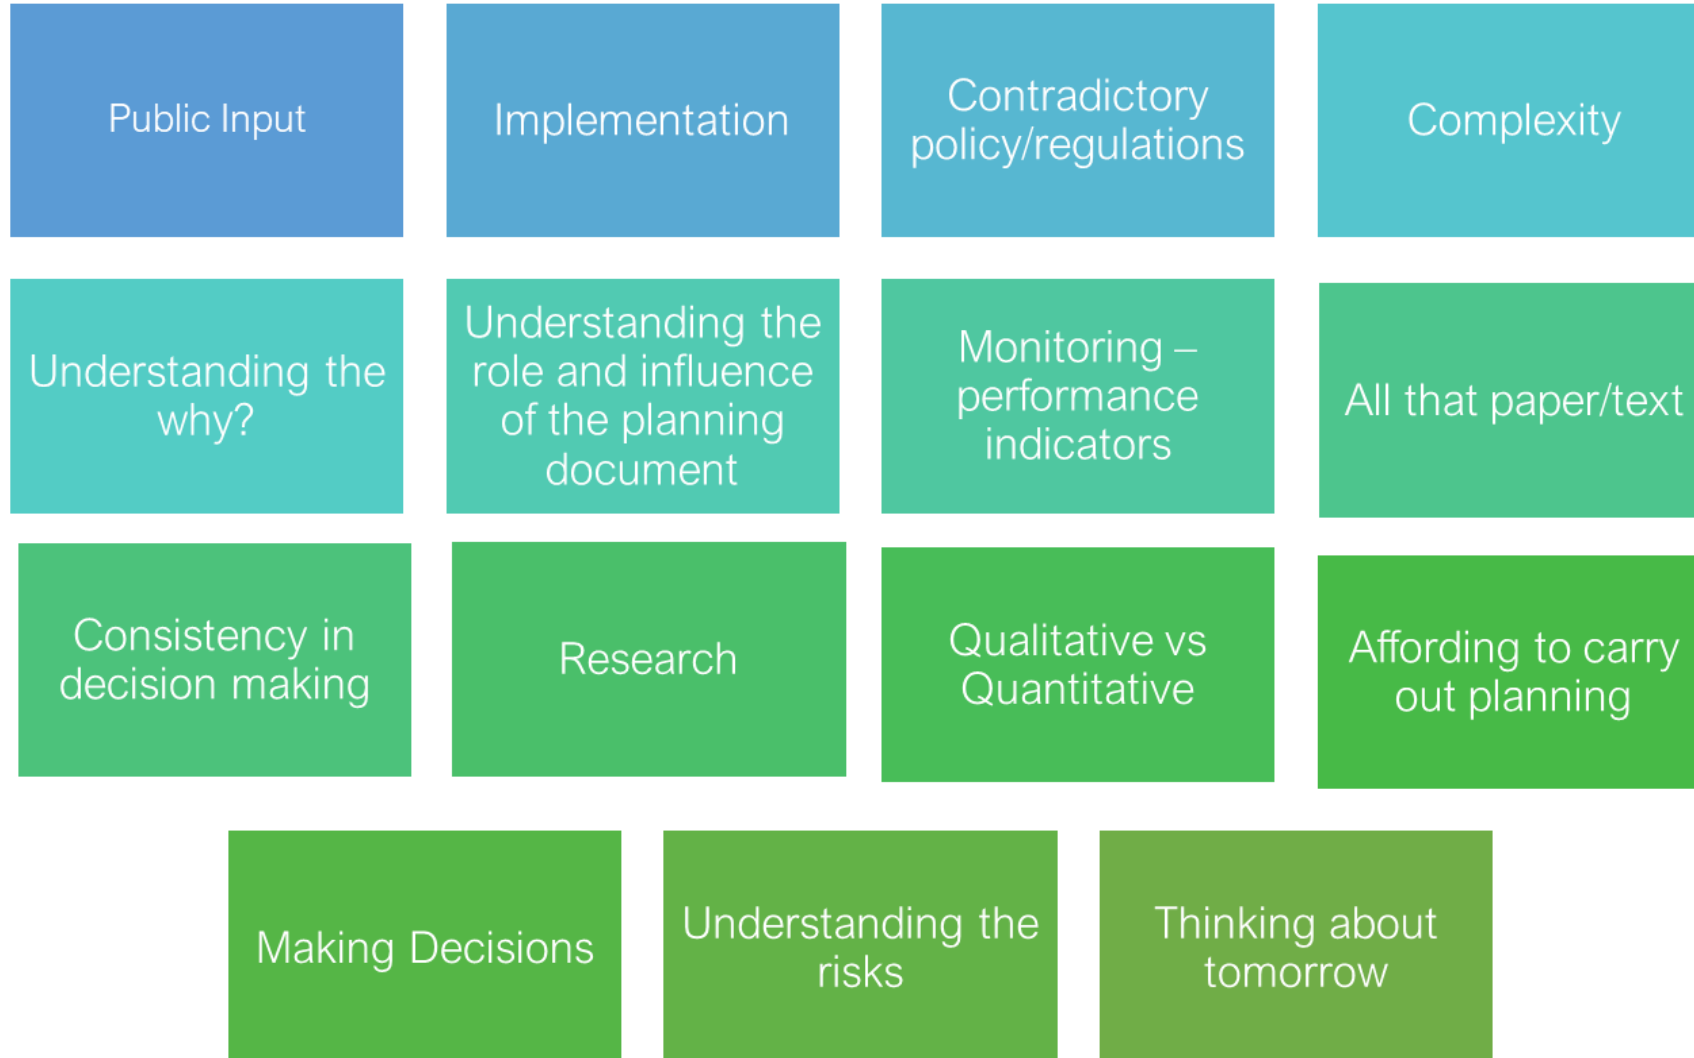 Public Input
Implementation
Contradictory
policy/regulations
Complexity
Understanding the
why?
Understanding the
role and influence
of the planning
document
Monitoring –
performance
indicators
All that paper/text
Consistency in
decision making
Research
Qualitative vs
Quantitative
Affording to carry
out planning
Making Decisions
Understanding the
risks
Thinking about
tomorrow